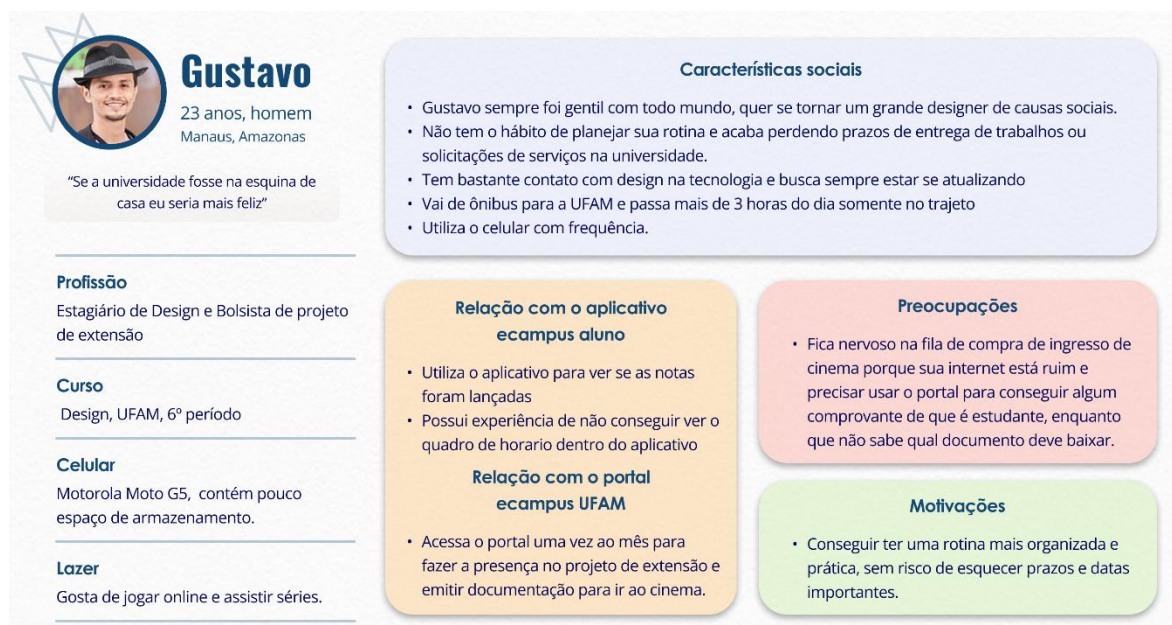 Gustavo
23 anos, homem
Manaus, Amazonas
“Se a universidade fosse na esquina de
casa eu seria mais feliz”
Profissão
Estagiário de Design e Bolsista de projeto
de extensão
Curso
Design, UFAM, 6º período
Celular
Motorola Moto G5, contém pouco
espaço de armazenamento.
Lazer
Gosta de jogar online e assistir séries.
Características sociais
• Gustavo sempre foi gentil com todo mundo, quer se tornar um grande designer de causas sociais.
• Não tem o hábito de planejar sua rotina e acaba perdendo prazos de entrega de trabalhos ou
solicitações de serviços na universidade.
• Tem bastante contato com design na tecnologia e busca sempre estar se atualizando
• Vai de ônibus para a UFAM e passa mais de 3 horas do dia somente no trajeto
• Utiliza o celular com frequência.
Relação com o aplicativo
ecampus aluno
• Utiliza o aplicativo para ver se as notas
foram lançadas
• Possui experiência de não conseguir ver o
quadro de horario dentro do aplicativo
Relação com o portal
ecampus UFAM
• Acessa o portal uma vez ao mês para
fazer a presença no projeto de extensão e
emitir documentação para ir ao cinema.
Preocupações
• Fica nervoso na fila de compra de ingresso de
cinema porque sua internet está ruim e
precisar usar o portal para conseguir algum
comprovante de que é estudante, enquanto
que não sabe qual documento deve baixar.
Motivações
• Conseguir ter uma rotina mais organizada e
prática, sem risco de esquecer prazos e datas
importantes.